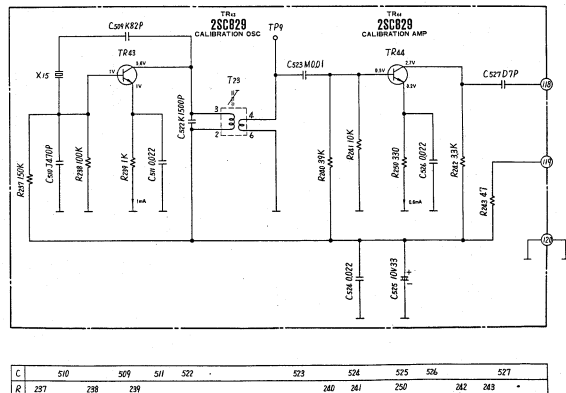 TR43
2SC829
CALIBRATION OSC
TR44
2SC829
CALIBRATION AMP
C509 K82P
TR43
5.6V
1V
1V
X15
TP9
T23
3
4
2
6
C522 K1500P
C523 M0.01
TR44
2.7V
0.9V
0.2V
C527 D7P
118
119
120
R237 150K
C510 J470P
R238 100K
R239 1K
C511 0.022
1mA
R240 39K
R241 10K
R250 330
C526 0.022
R242 3.3K
0.6mA
R243 47
C524 0.022
C525 10V33
+
-
C 510 509 511 522 523 524 525 526 527
R 237 238 239 240 241 250 242 243